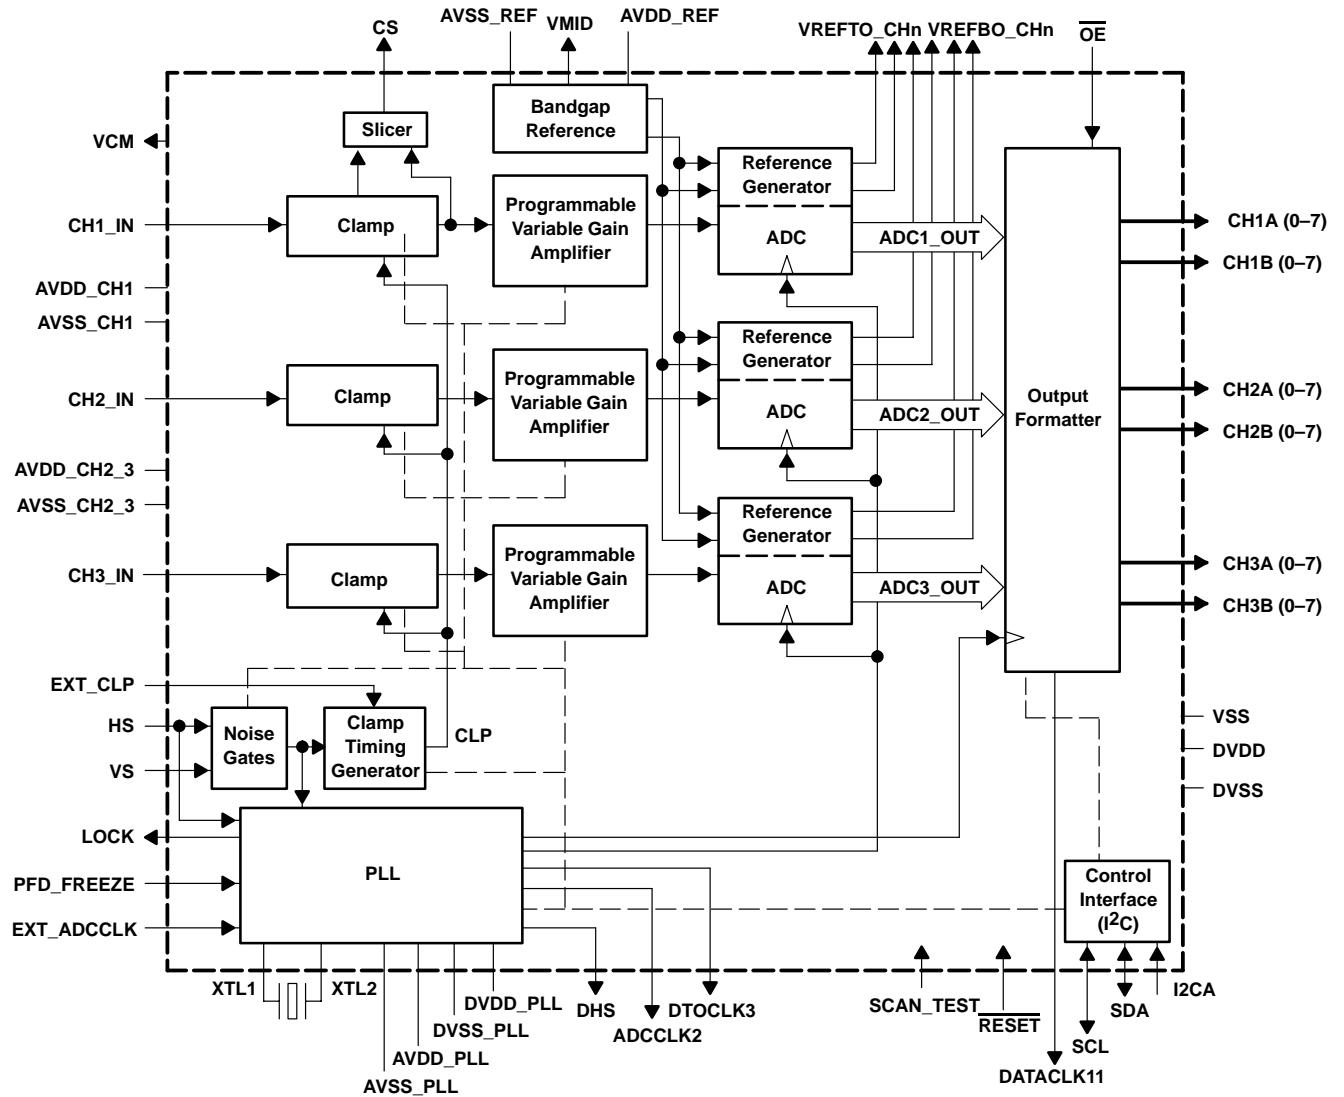 AVSS_REF
VMID
AVDD_REF
CS
VREFTO_CHn
VREFBO_CHn
OE
VCM
Slicer
Bandgap
Reference
Reference
Generator
CH1_IN
Clamp
Programmable
Variable Gain
Amplifier
ADC
ADC1_OUT
CH1A (0–7)
CH1B (0–7)
AVDD_CH1
AVSS_CH1
Reference
Generator
CH2_IN
Clamp
Programmable
Variable Gain
Amplifier
ADC
ADC2_OUT
Output
Formatter
CH2A (0–7)
CH2B (0–7)
AVDD_CH2_3
AVSS_CH2_3
Reference
Generator
CH3_IN
Clamp
Programmable
Variable Gain
Amplifier
ADC
ADC3_OUT
CH3A (0–7)
CH3B (0–7)
EXT_CLP
HS
VS
Noise
Gates
Clamp
Timing
Generator
CLP
VSS
DVDD
DVSS
LOCK
PFD_FREEZE
EXT_ADCCLK
PLL
Control
Interface
(I2C)
XTL1
XTL2
DVDD_PLL
DVSS_PLL
AVDD_PLL
AVSS_PLL
DHS
ADCCLK2
DTOCLK3
SCAN_TEST
RESET
DATACLK11
SCL
SDA
I2CA